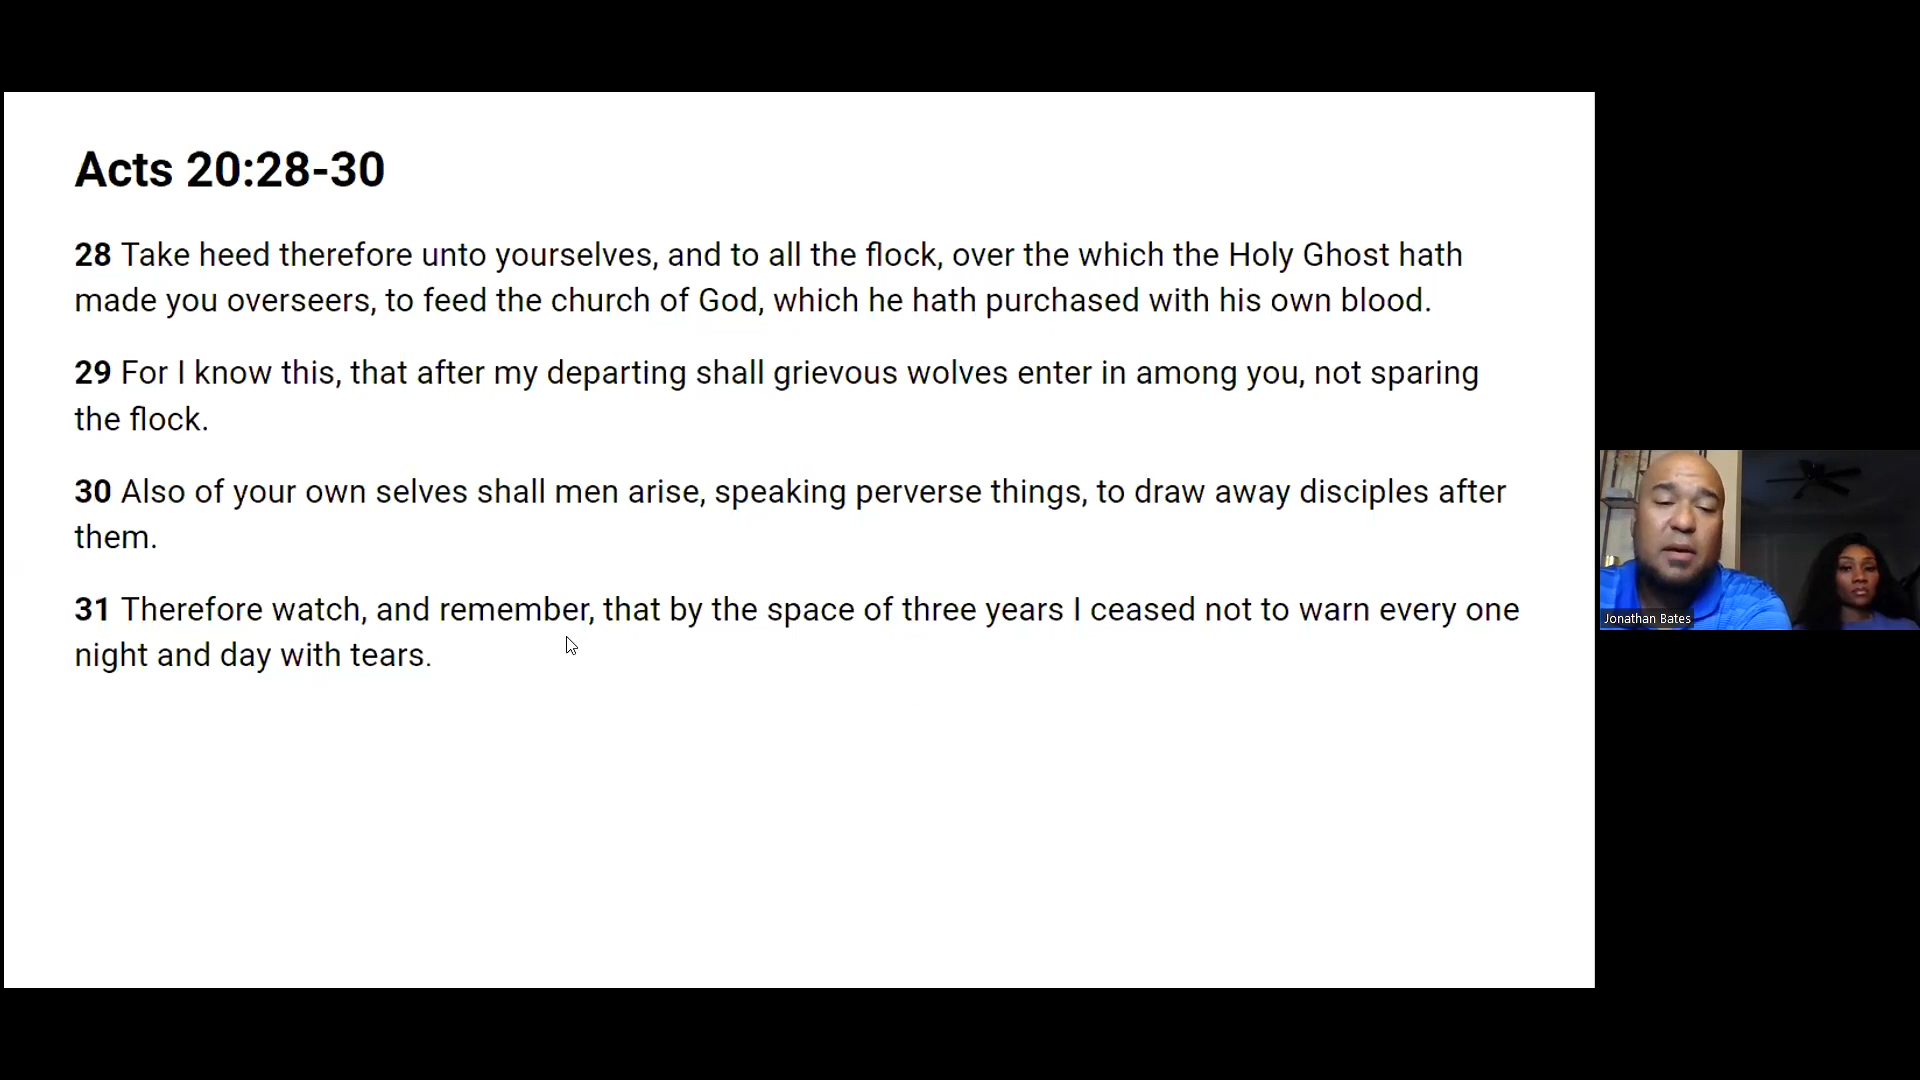 Acts 20:28-30
28 Take heed therefore unto yourselves, and to all the flock, over the which the Holy Ghost hath
made you overseers, to feed the church of God, which he hath purchased with his own blood.
29 For I know this, that after my departing shall grievous wolves enter in among you, not sparing
the flock.
30 Also of your own selves shall men arise, speaking perverse things, to draw away disciples after
them.
31 Therefore watch, and remember, that by the space of three years I ceased not to warn every one
night and day with tears.
Jonathan Bates